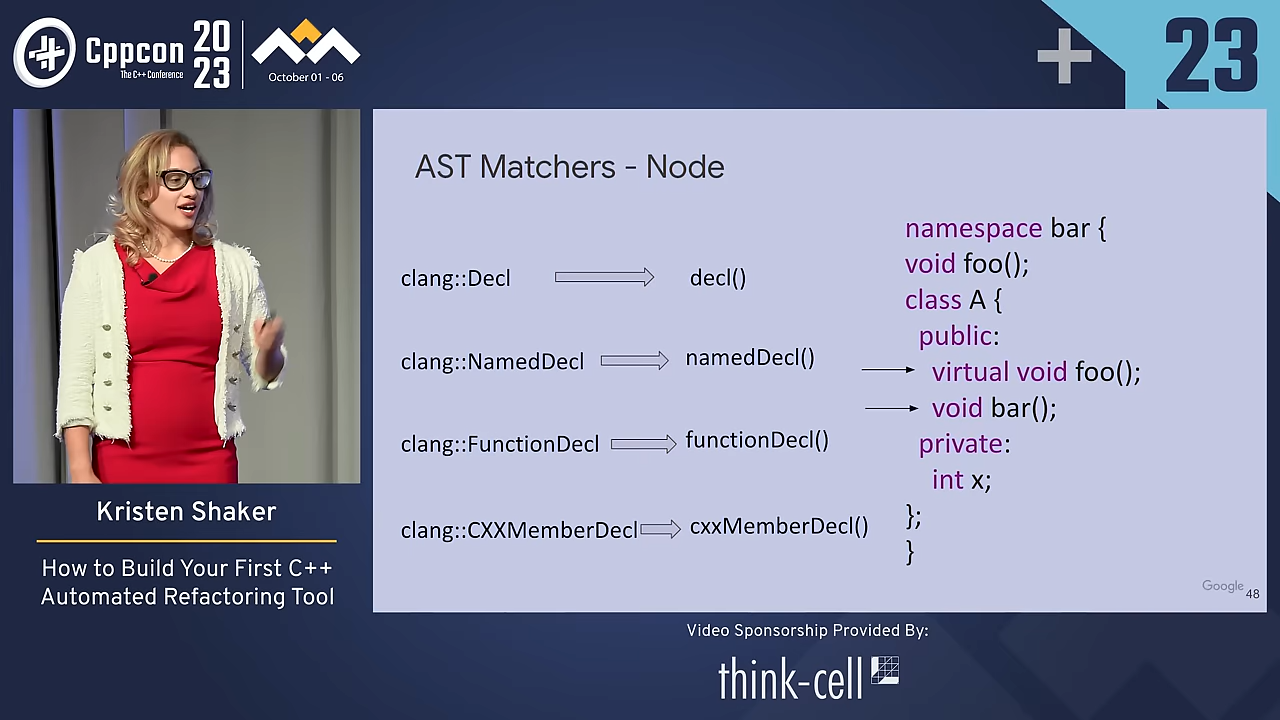 Cppcon
The C++ Conference
20
23
October 01 - 06
23
AST Matchers - Node
clang::Decl
decl()
clang::NamedDecl
namedDecl()
clang::FunctionDecl
functionDecl()
clang::CXXMemberDecl
cxxMemberDecl()
namespace bar {
void foo();
class A {
public:
virtual void foo();
void bar();
private:
int x;
};
}
Google
48
Kristen Shaker
How to Build Your First C++
Automated Refactoring Tool
Video Sponsorship Provided By:
think-cell